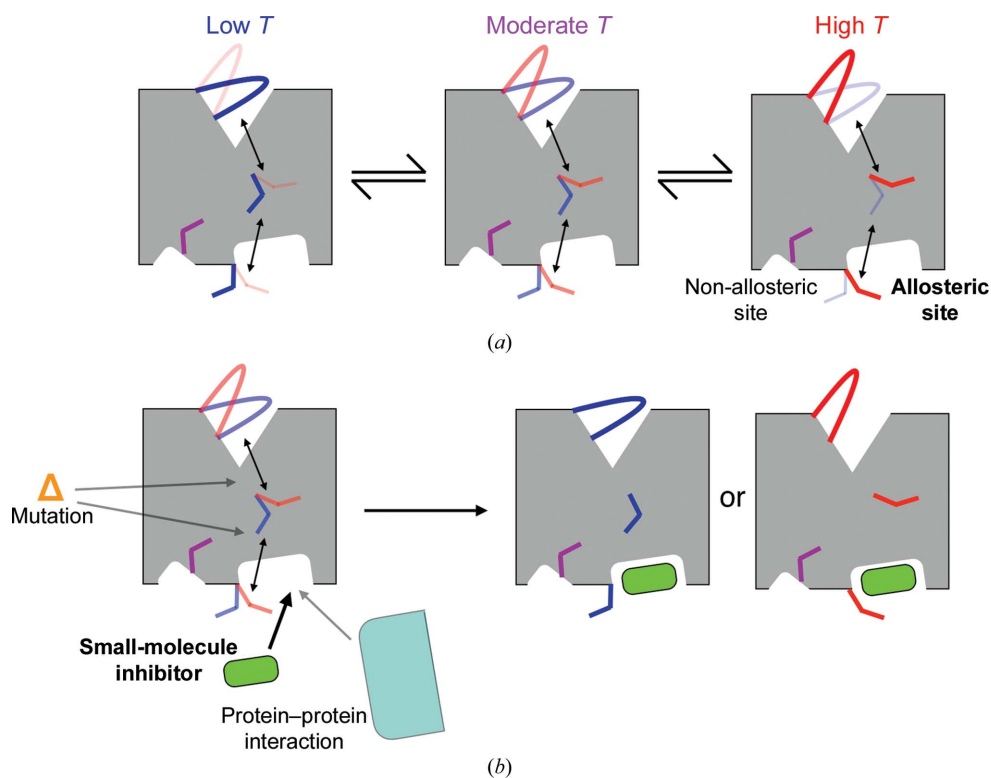 Low T
Moderate T
High T
Non-allosteric
site
Allosteric
site
(a)
Δ
Mutation
or
Small-molecule
inhibitor
Protein–protein
interaction
(b)